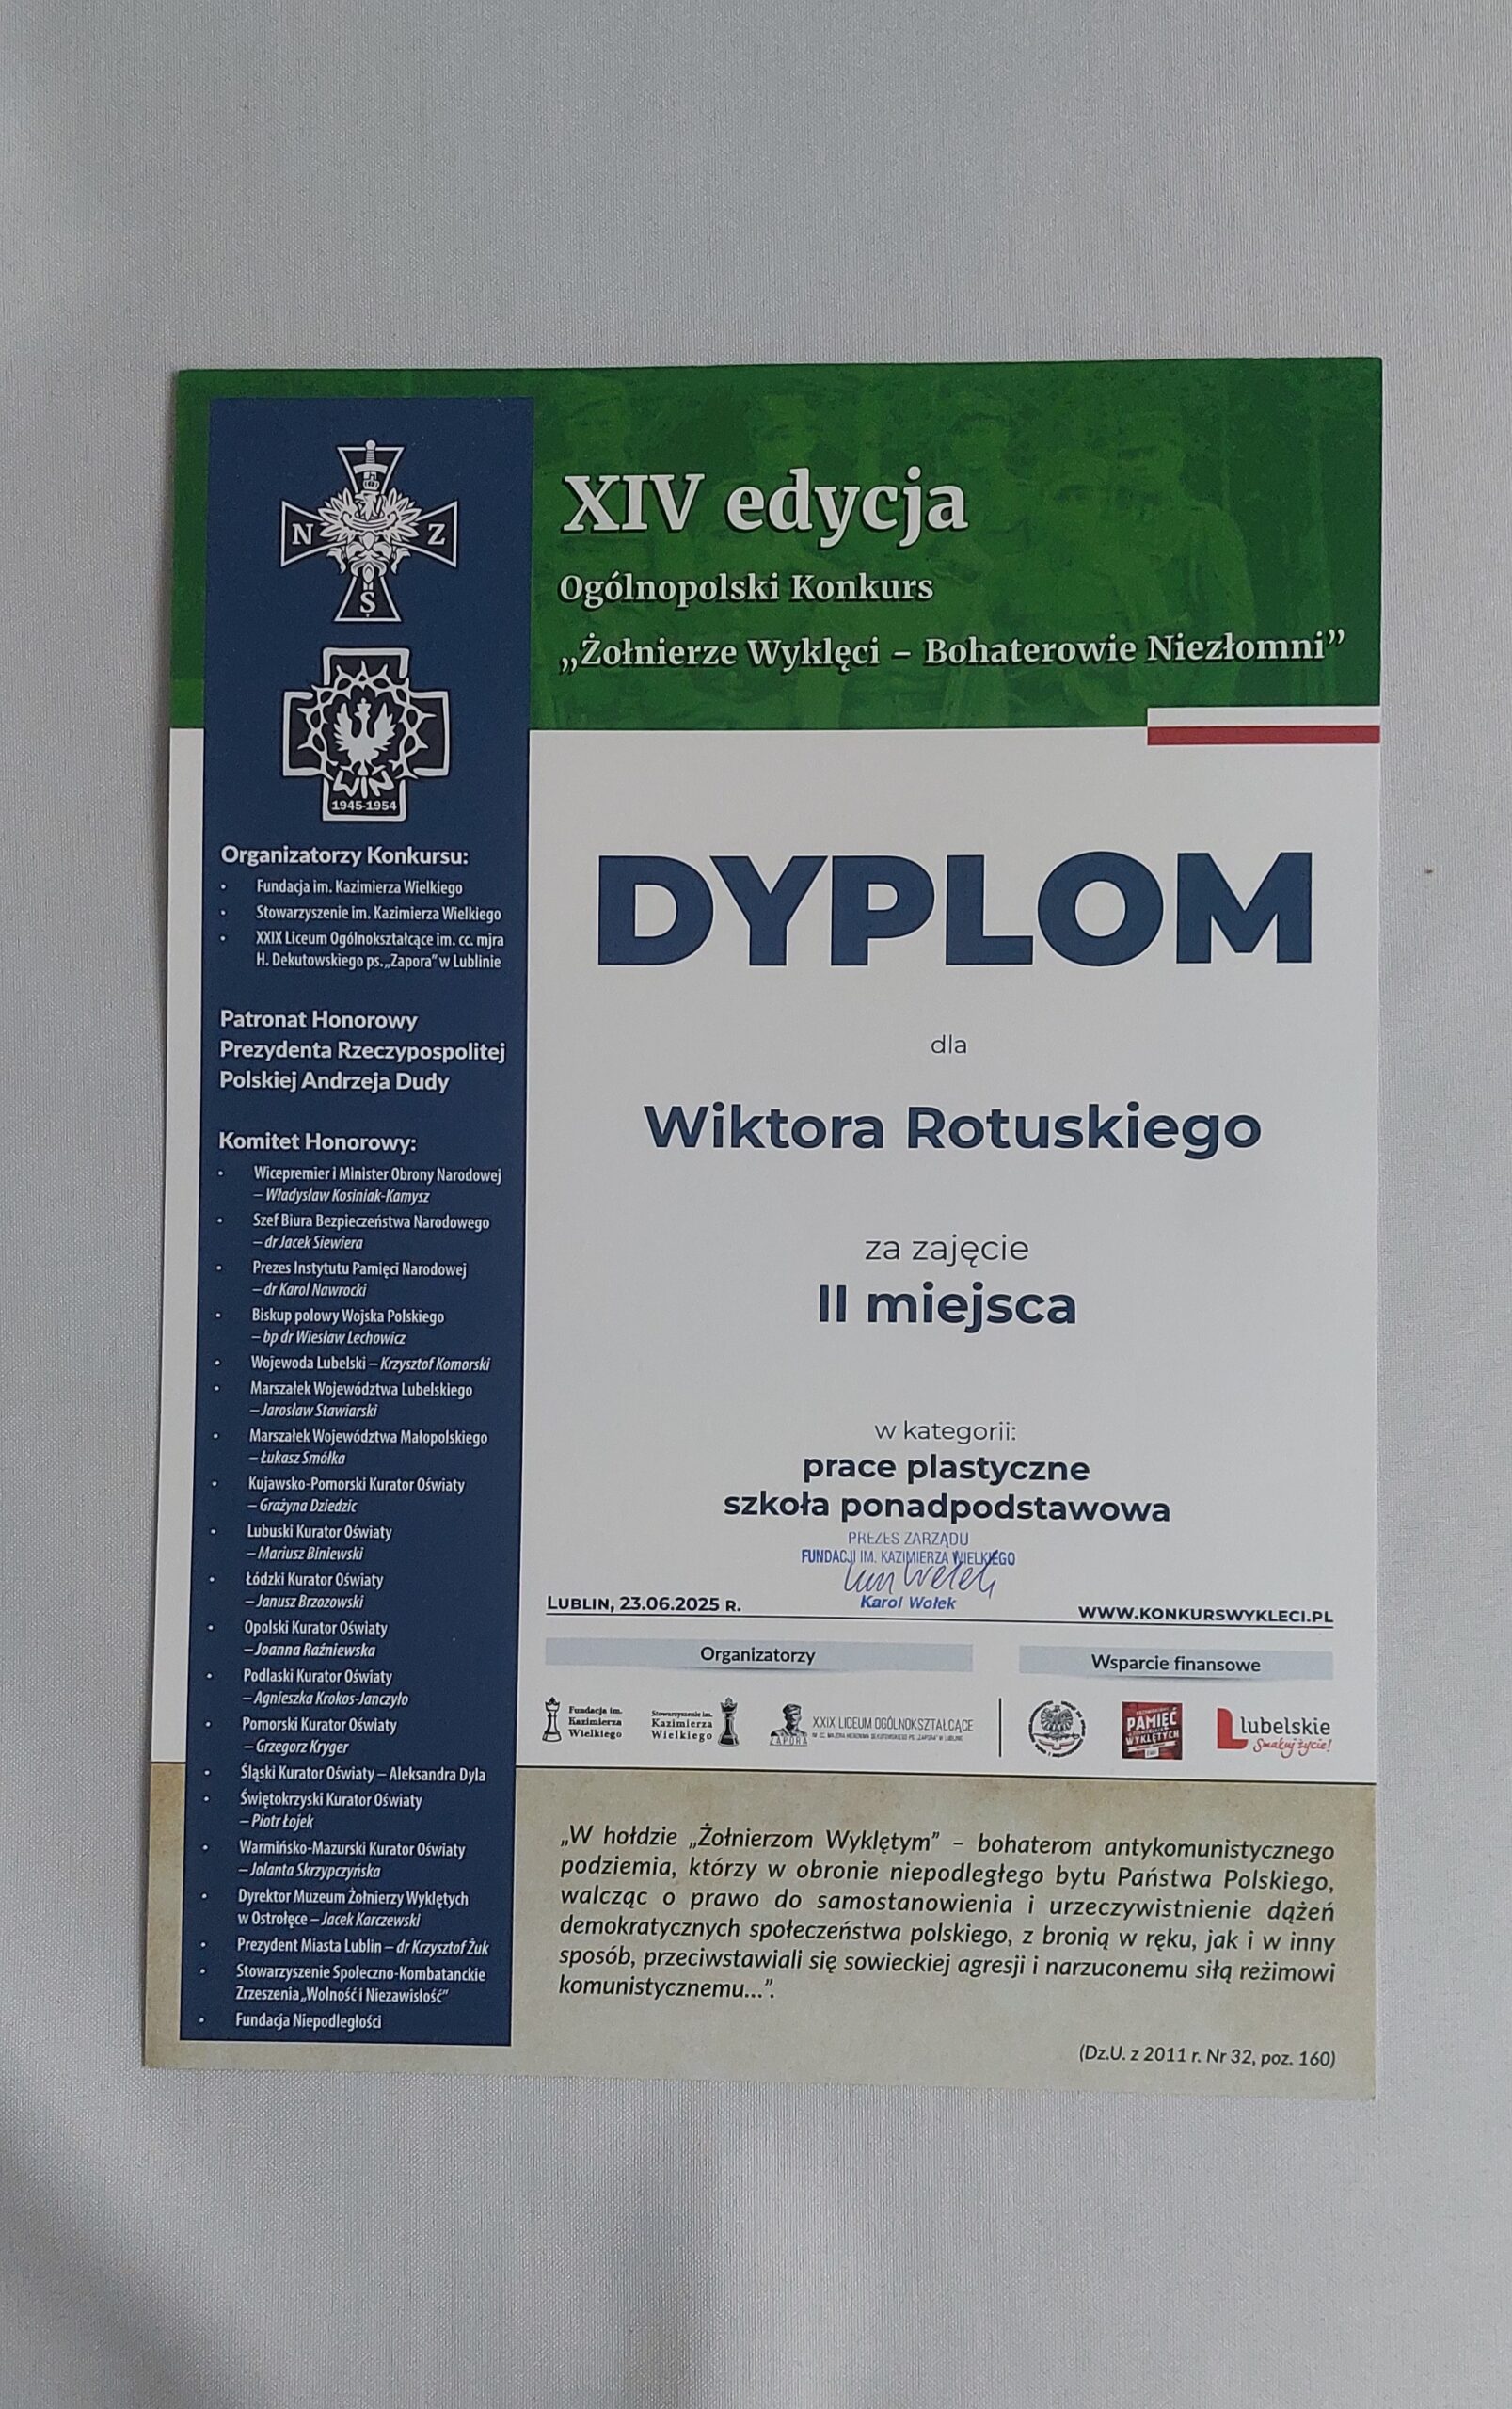 N Z
Ś
WiN
1945-1954
Organizatorzy Konkursu:
• Fundacja im. Kazimierza Wielkiego
• Stowarzyszenie im. Kazimierza Wielkiego
• XXIX Liceum Ogólnokształcące im. cc. mjra
H. Dekutowskiego ps. „Zapora” w Lublinie
Patronat Honorowy
Prezydenta Rzeczypospolitej
Polskiej Andrzeja Dudy
Komitet Honorowy:
• Wicepremier i Minister Obrony Narodowej
– Władysław Kosiniak-Kamysz
• Szef Biura Bezpieczeństwa Narodowego
– dr Jacek Siewiera
• Prezes Instytutu Pamięci Narodowej
– dr Karol Nawrocki
• Biskup polowy Wojska Polskiego
– bp dr Wiesław Lechowicz
• Wojewoda Lubelski – Krzysztof Komorski
• Marszałek Województwa Lubelskiego
– Jarosław Stawiarski
• Marszałek Województwa Małopolskiego
– Łukasz Smółka
• Kujawsko-Pomorski Kurator Oświaty
– Grażyna Dziedzic
• Lubuski Kurator Oświaty
– Mariusz Biniewski
• Łódzki Kurator Oświaty
– Janusz Brzozowski
• Opolski Kurator Oświaty
– Joanna Raźniewska
• Podlaski Kurator Oświaty
– Agnieszka Krokos-Janczyło
• Pomorski Kurator Oświaty
– Grzegorz Kryger
• Śląski Kurator Oświaty – Aleksandra Dyla
• Świętokrzyski Kurator Oświaty
– Piotr Łojek
• Warmińsko-Mazurski Kurator Oświaty
– Jolanta Skrzypczyńska
• Dyrektor Muzeum Żołnierzy Wyklętych
w Ostrołęce – Jacek Karczewski
• Prezydent Miasta Lublin – dr Krzysztof Żuk
• Stowarzyszenie Społeczno-Kombatanckie
Zrzeszenia „Wolność i Niezawisłość”
• Fundacja Niepodległości
XIV edycja
Ogólnopolski Konkurs
„Żołnierze Wyklęci – Bohaterowie Niezłomni”
DYPLOM
dla
Wiktora Rotuskiego
za zajęcie
II miejsca
w kategorii:
prace plastyczne
szkoła ponadpodstawowa
PREZES ZARZĄDU
FUNDACJI IM. KAZIMIERZA WIELKIEGO
Karol Wołek
LUBLIN, 23.06.2025 R.
WWW.KONKURSWYKLECI.PL
Organizatorzy
Wsparcie finansowe
Fundacja im.
Kazimierza
Wielkiego
Stowarzyszenie im.
Kazimierza
Wielkiego
ZAPORA
XXIX LICEUM OGÓLNOKSZTAŁCĄCE
PAMIĘĆ
WYKLĘTYCH
lubelskie
Smakuj życie!
„W hołdzie „Żołnierzom Wyklętym” – bohaterom antykomunistycznego
podziemia, którzy w obronie niepodległego bytu Państwa Polskiego,
walcząc o prawo do samostanowienia i urzeczywistnienie dążeń
demokratycznych społeczeństwa polskiego, z bronią w ręku, jak i w inny
sposób, przeciwstawiali się sowieckiej agresji i narzuconemu siłą reżimowi
komunistycznemu...”.
(Dz.U. z 2011 r. Nr 32, poz. 160)